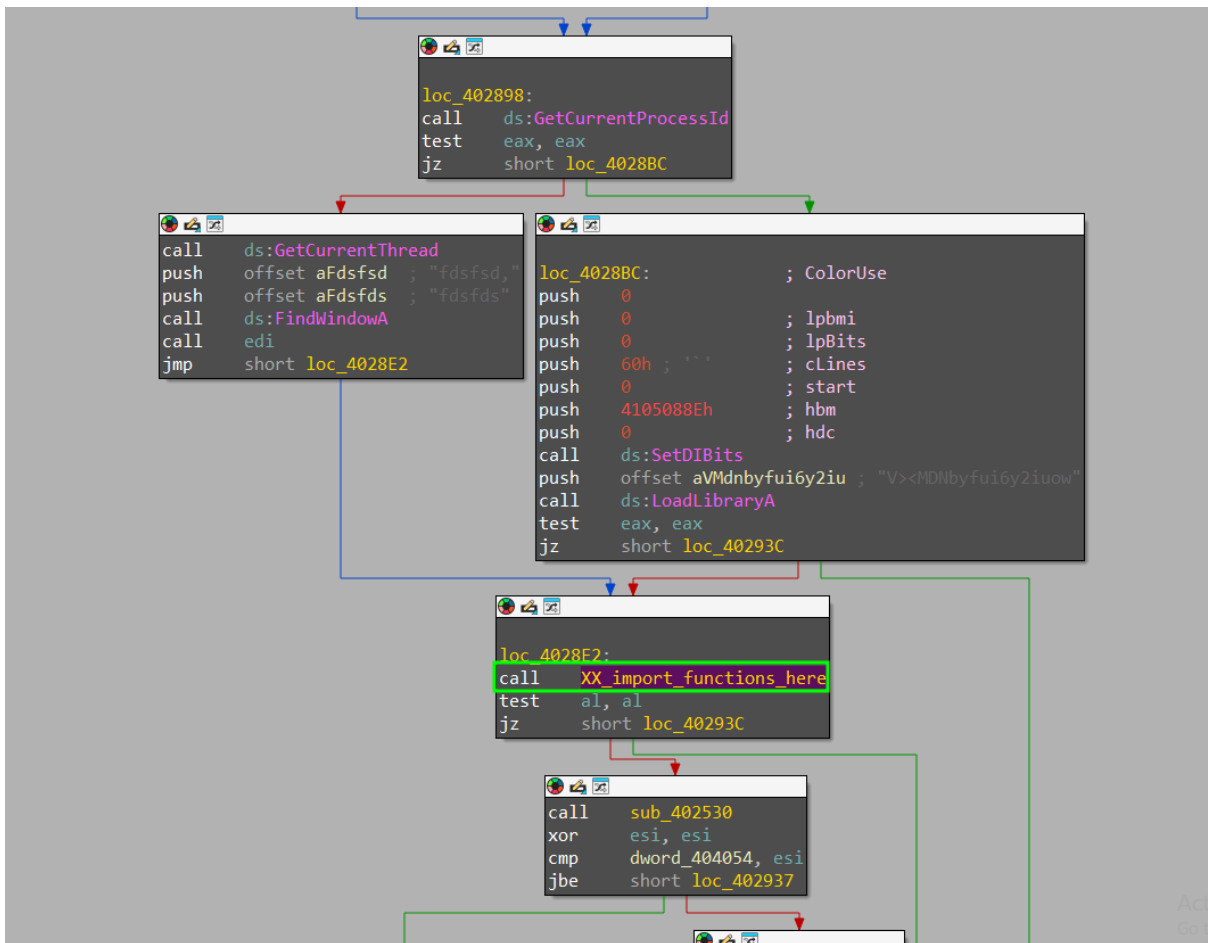 loc_402898:
call ds:GetCurrentProcessId
test eax, eax
jz short loc_4028BC
call ds:GetCurrentThread
push offset aFdsfsd ; "fdsfsd,"
push offset aFdsfds ; "fdsfds"
call ds:FindWindowA
call edi
jmp short loc_4028E2
loc_4028BC: ; ColorUse
push 0
push 0 ; lpbmi
push 0 ; lpBits
push 60h ; '`' ; cLines
push 0 ; start
push 4105088Eh ; hbm
push 0 ; hdc
call ds:SetDIBits
push offset aVMdnbyfui6y2iu ; "V><MDNbyfui6y2iuow"
call ds:LoadLibraryA
test eax, eax
jz short loc_40293C
loc_4028E2:
call XX_import_functions_here
test al, al
jz short loc_40293C
call sub_402530
xor esi, esi
cmp dword_404054, esi
jbe short loc_402937
Act
Go